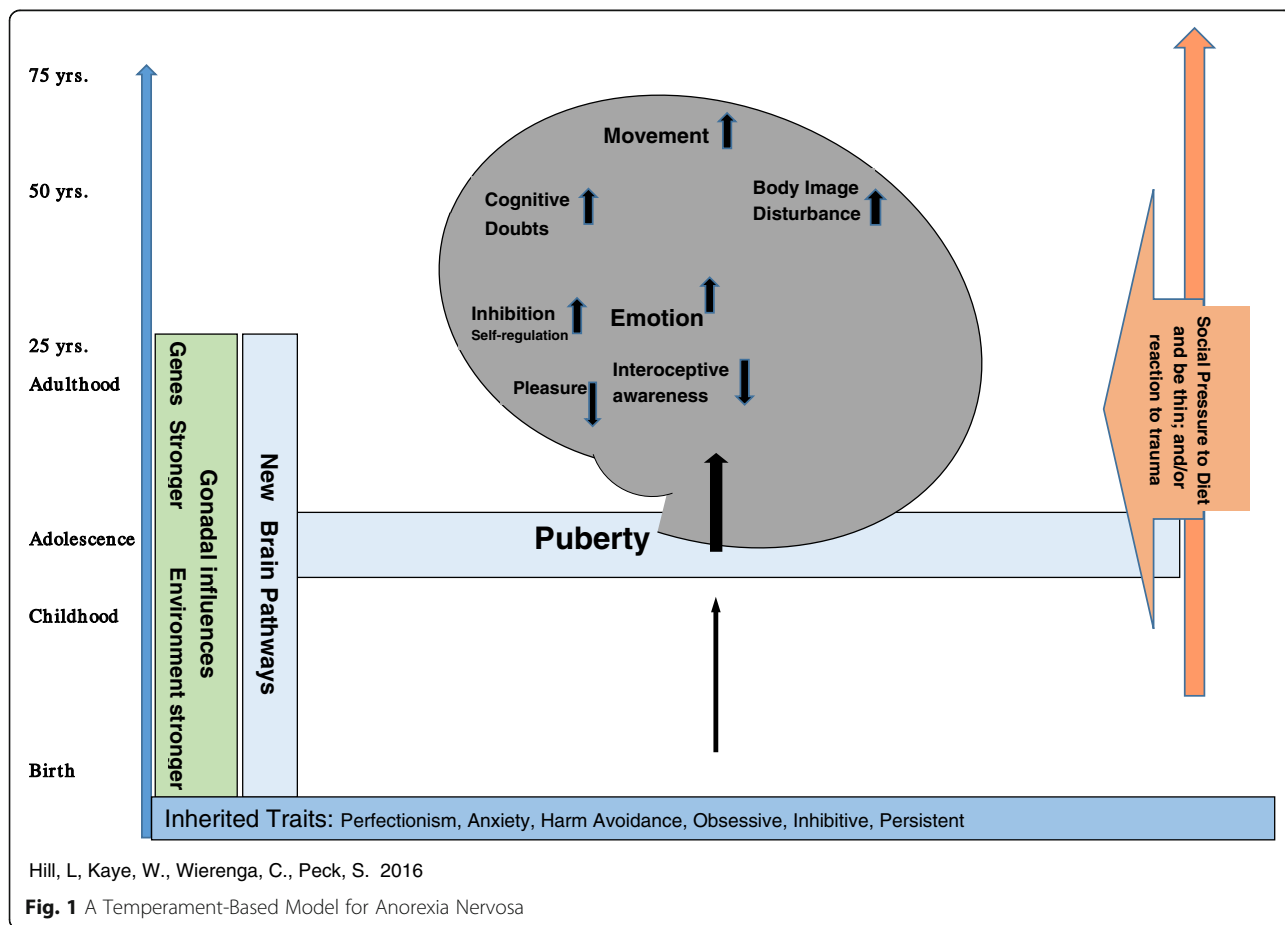 75 yrs.
50 yrs.
25 yrs.
Adulthood
Adolescence
Childhood
Birth
Genes Stronger Environment stronger
Gonadal influences
New Brain Pathways
Movement
Cognitive
Doubts
Body Image
Disturbance
Inhibition
Self-regulation
Emotion
Pleasure
Interoceptive
awareness
Puberty
Social Pressure to Diet
and be thin; and/or
reaction to trauma
Inherited Traits: Perfectionism, Anxiety, Harm Avoidance, Obsessive, Inhibitive, Persistent
Hill, L, Kaye, W., Wierenga, C., Peck, S. 2016
Fig. 1 A Temperament-Based Model for Anorexia Nervosa